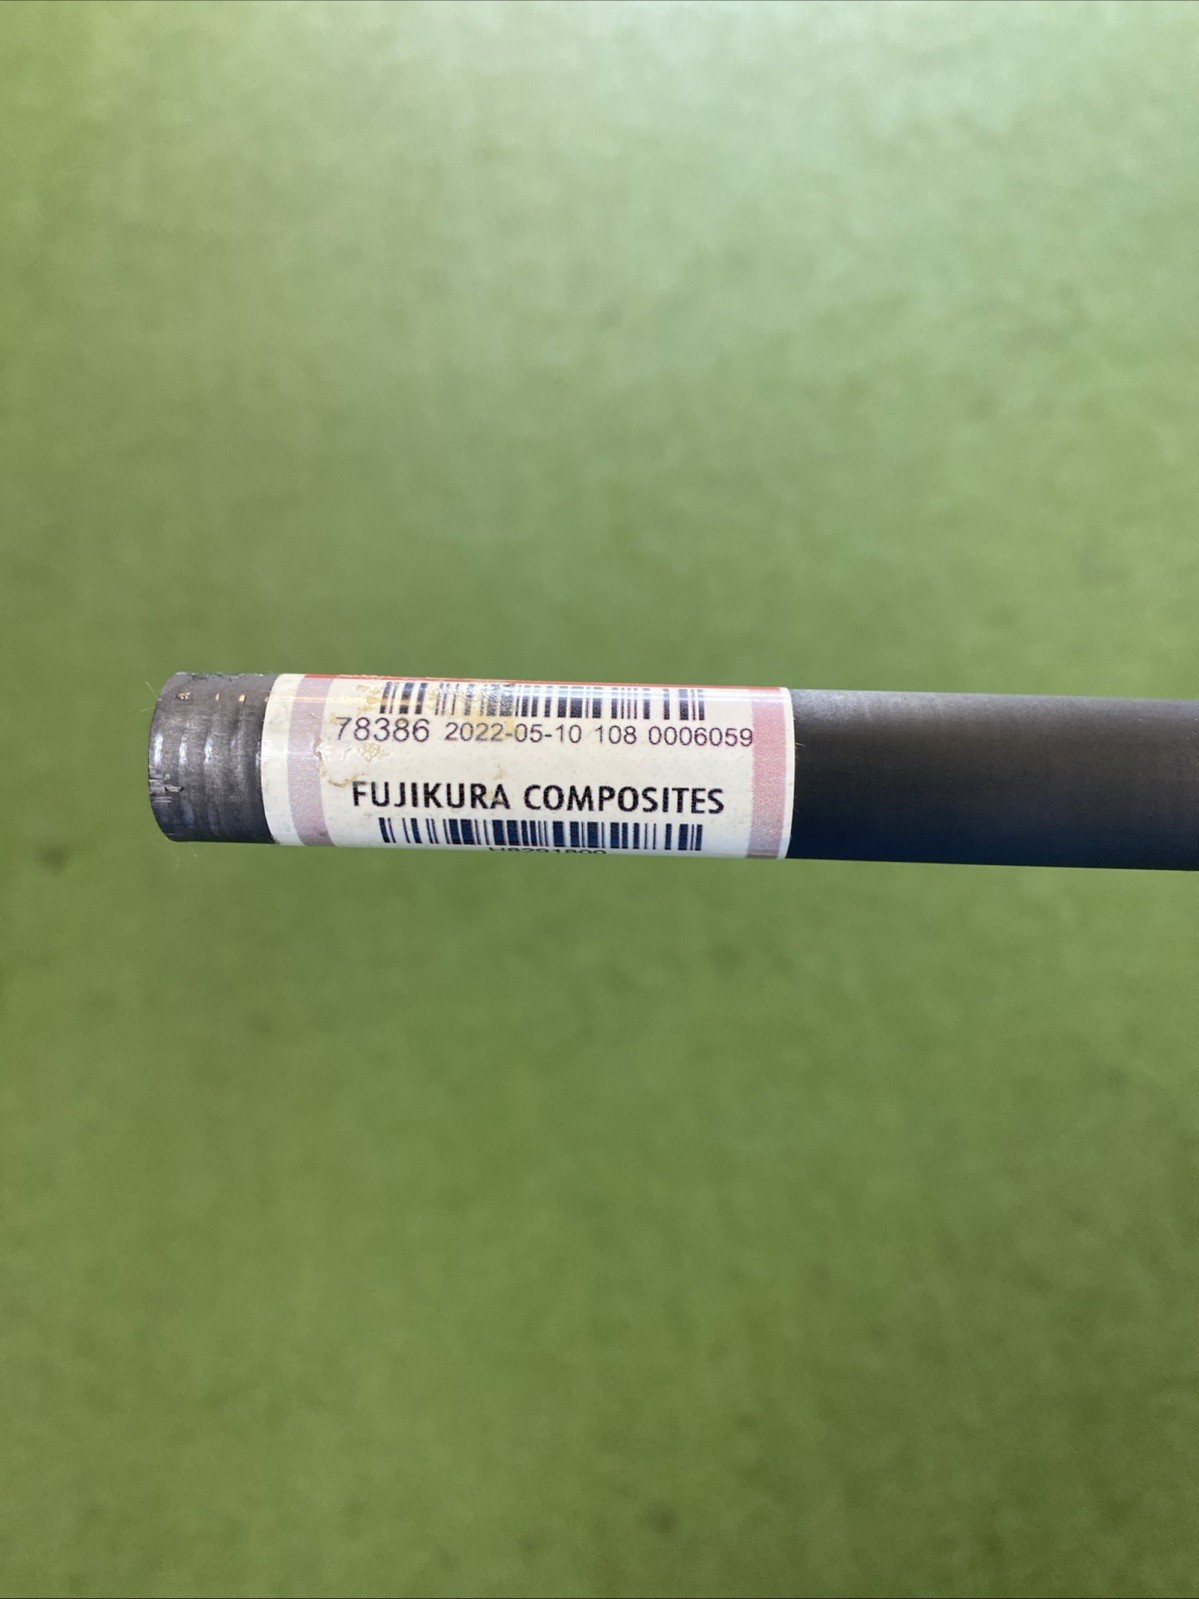 78386 2022-05-10 108 0006059
FUJIKURA COMPOSITES